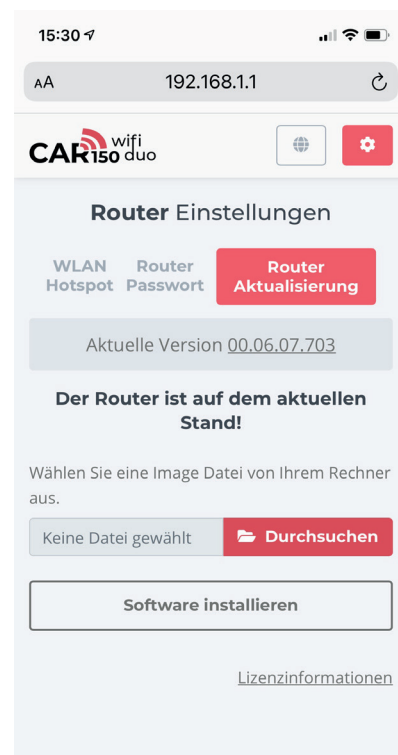 15:30
AA 192.168.1.1
CAR150 wifi duo
Router Einstellungen
WLAN Hotspot
Router Passwort
Router Aktualisierung
Aktuelle Version 00.06.07.703
Der Router ist auf dem aktuellen
Stand!
Wählen Sie eine Image Datei von Ihrem Rechner
aus.
Keine Datei gewählt Durchsuchen
Software installieren
Lizenzinformationen